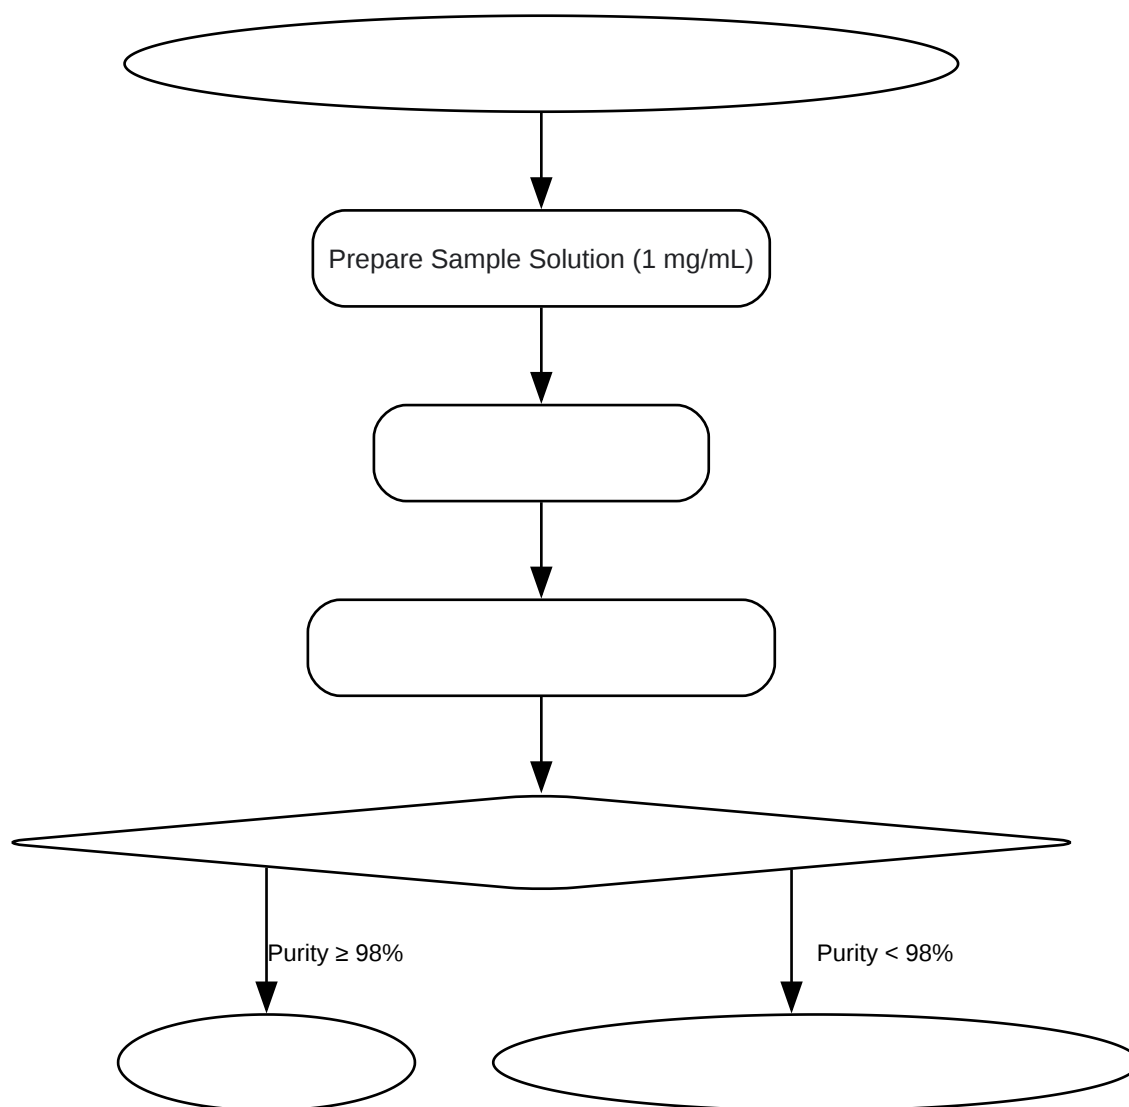 Prepare Sample Solution (1 mg/mL)
Purity ≥ 98%
Purity < 98%